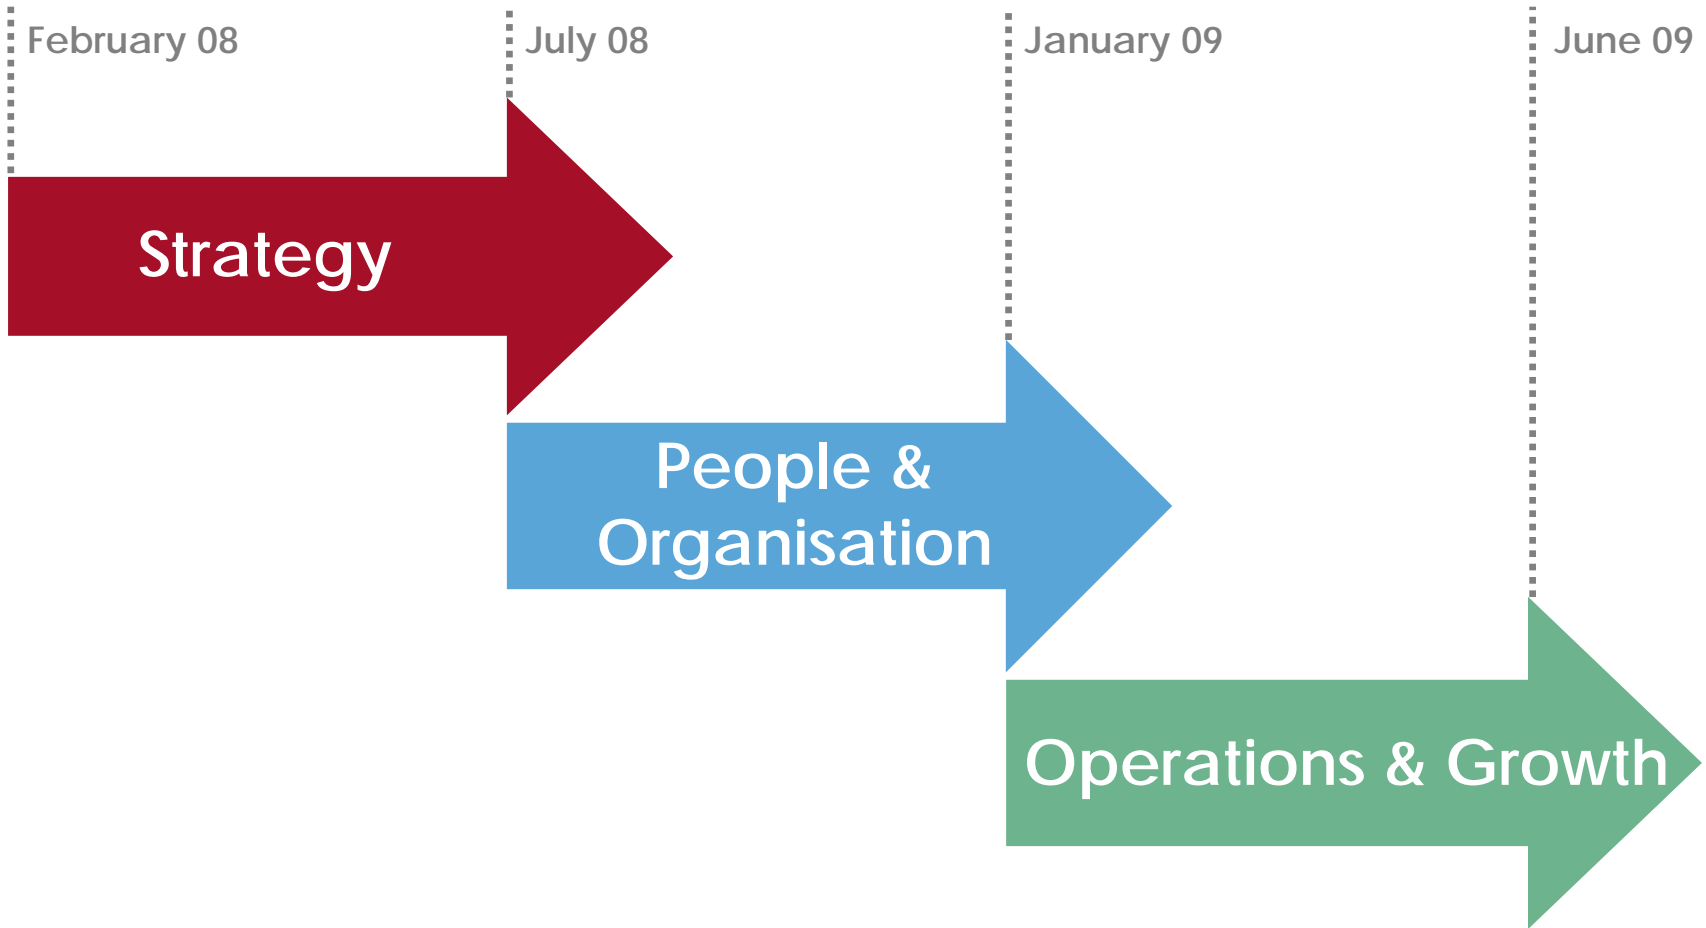 February 08
July 08
January 09
June 09
Strategy
People &
Organisation
Operations & Growth